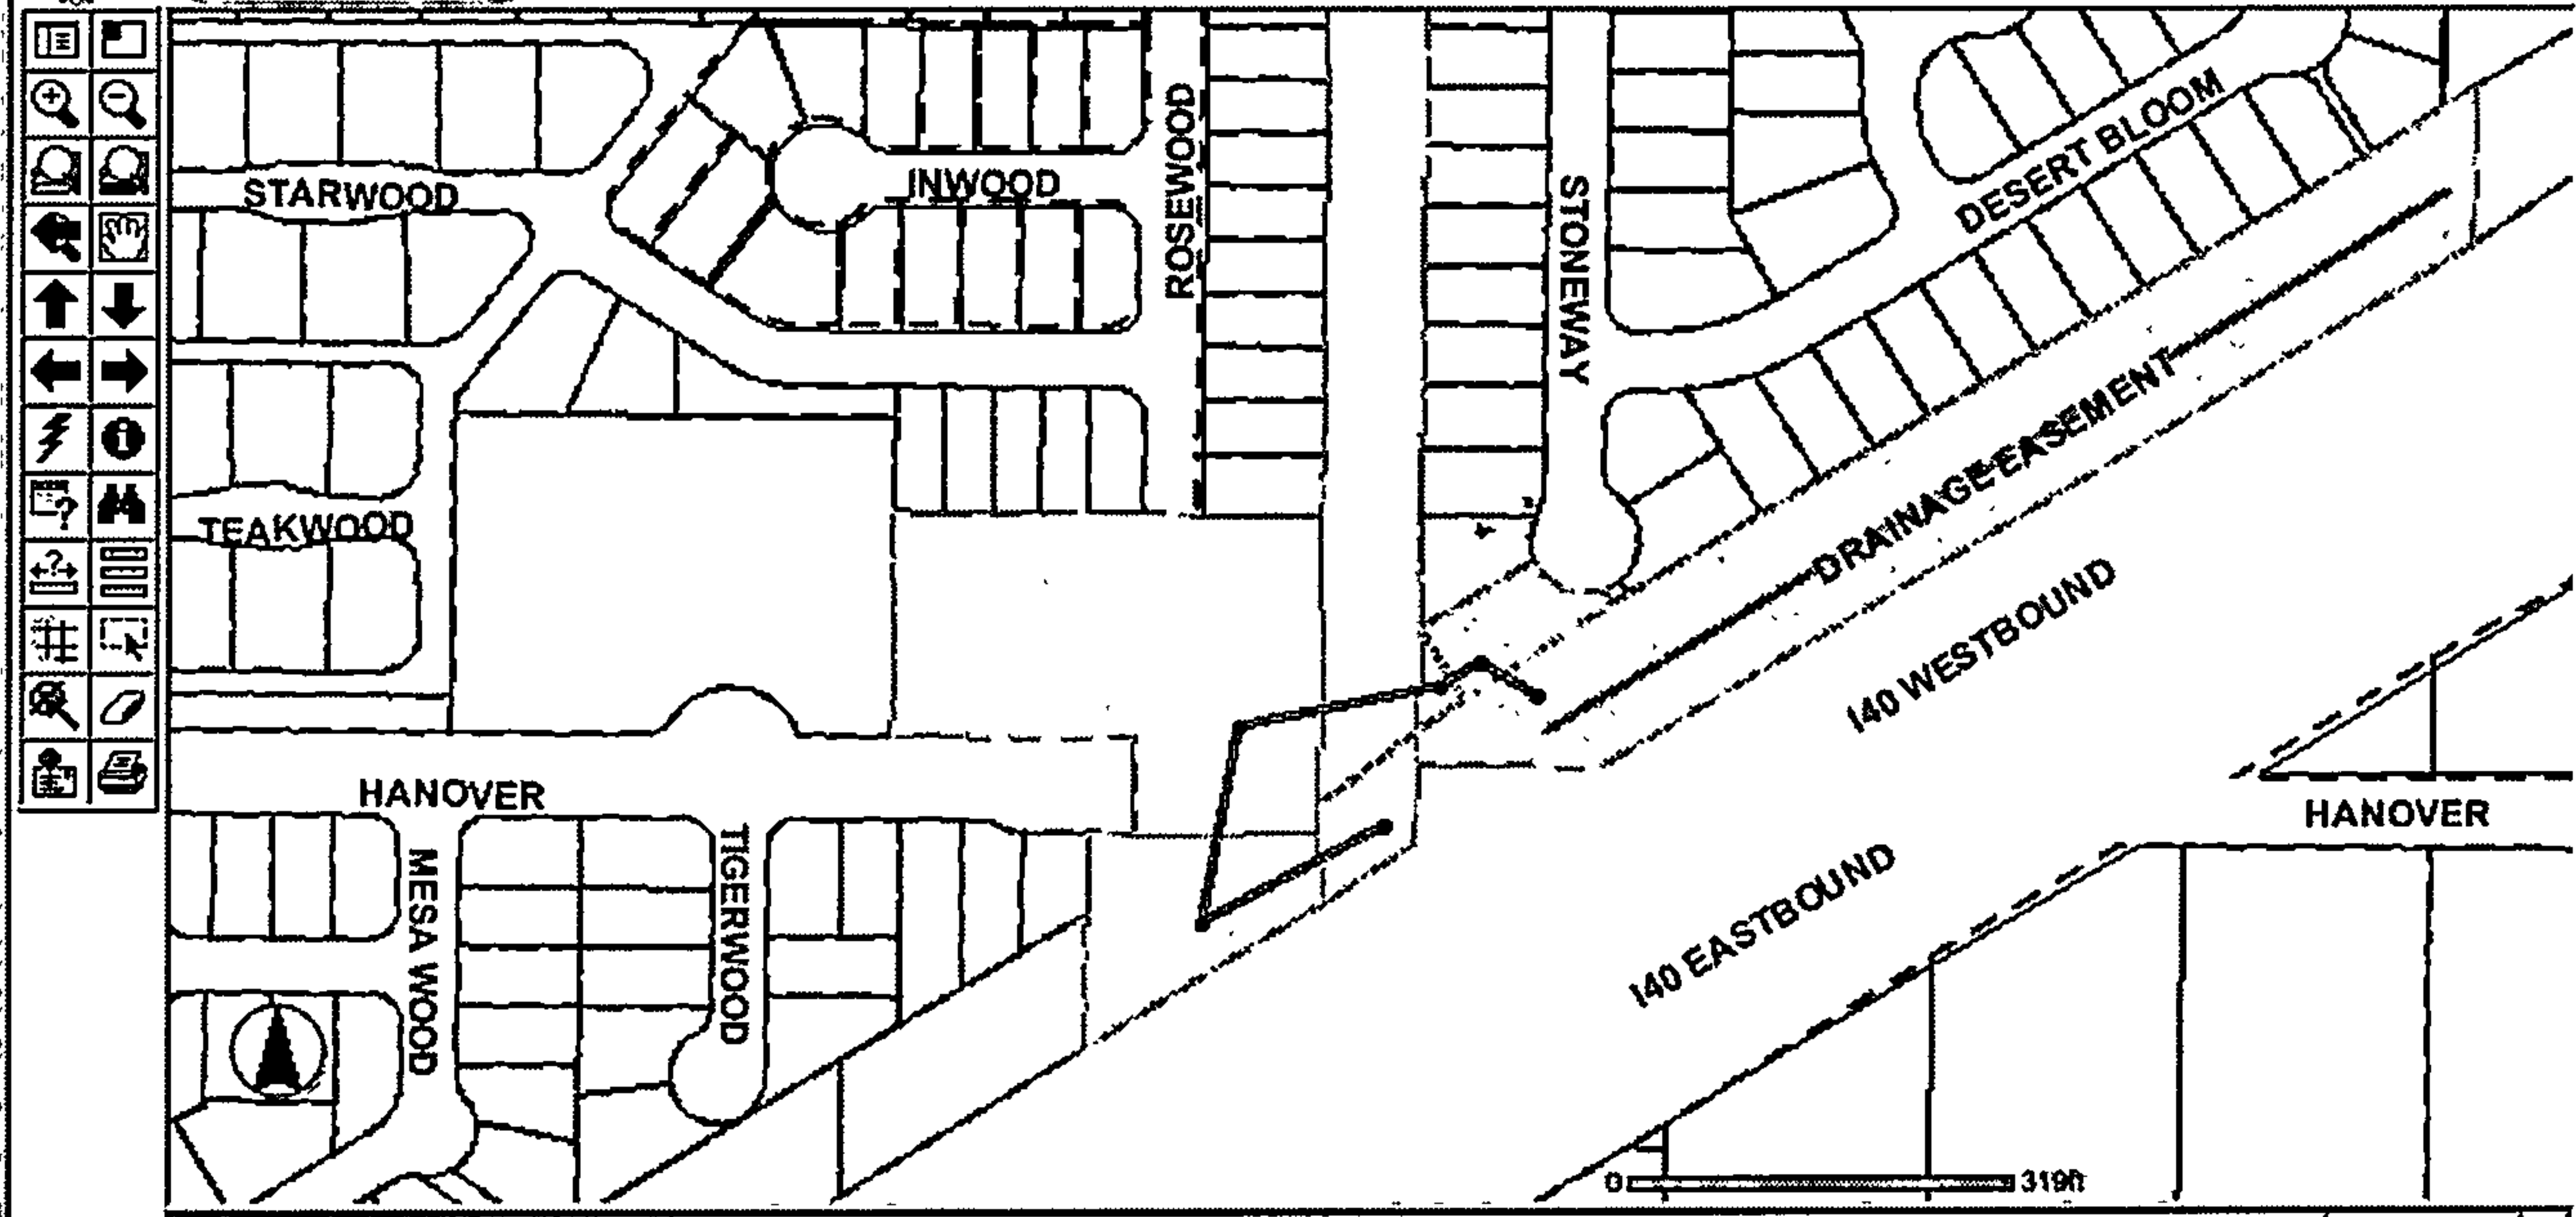 STARWOOD
INWOOD
ROSEWOOD
STONEWAY
DESERT BLOOM
TEAKWOOD
DRAINAGE EASEMENT
I40 WESTBOUND
HANOVER
HANOVER
MESA WOOD
TIGERWOOD
I40 EASTBOUND
0 319ft